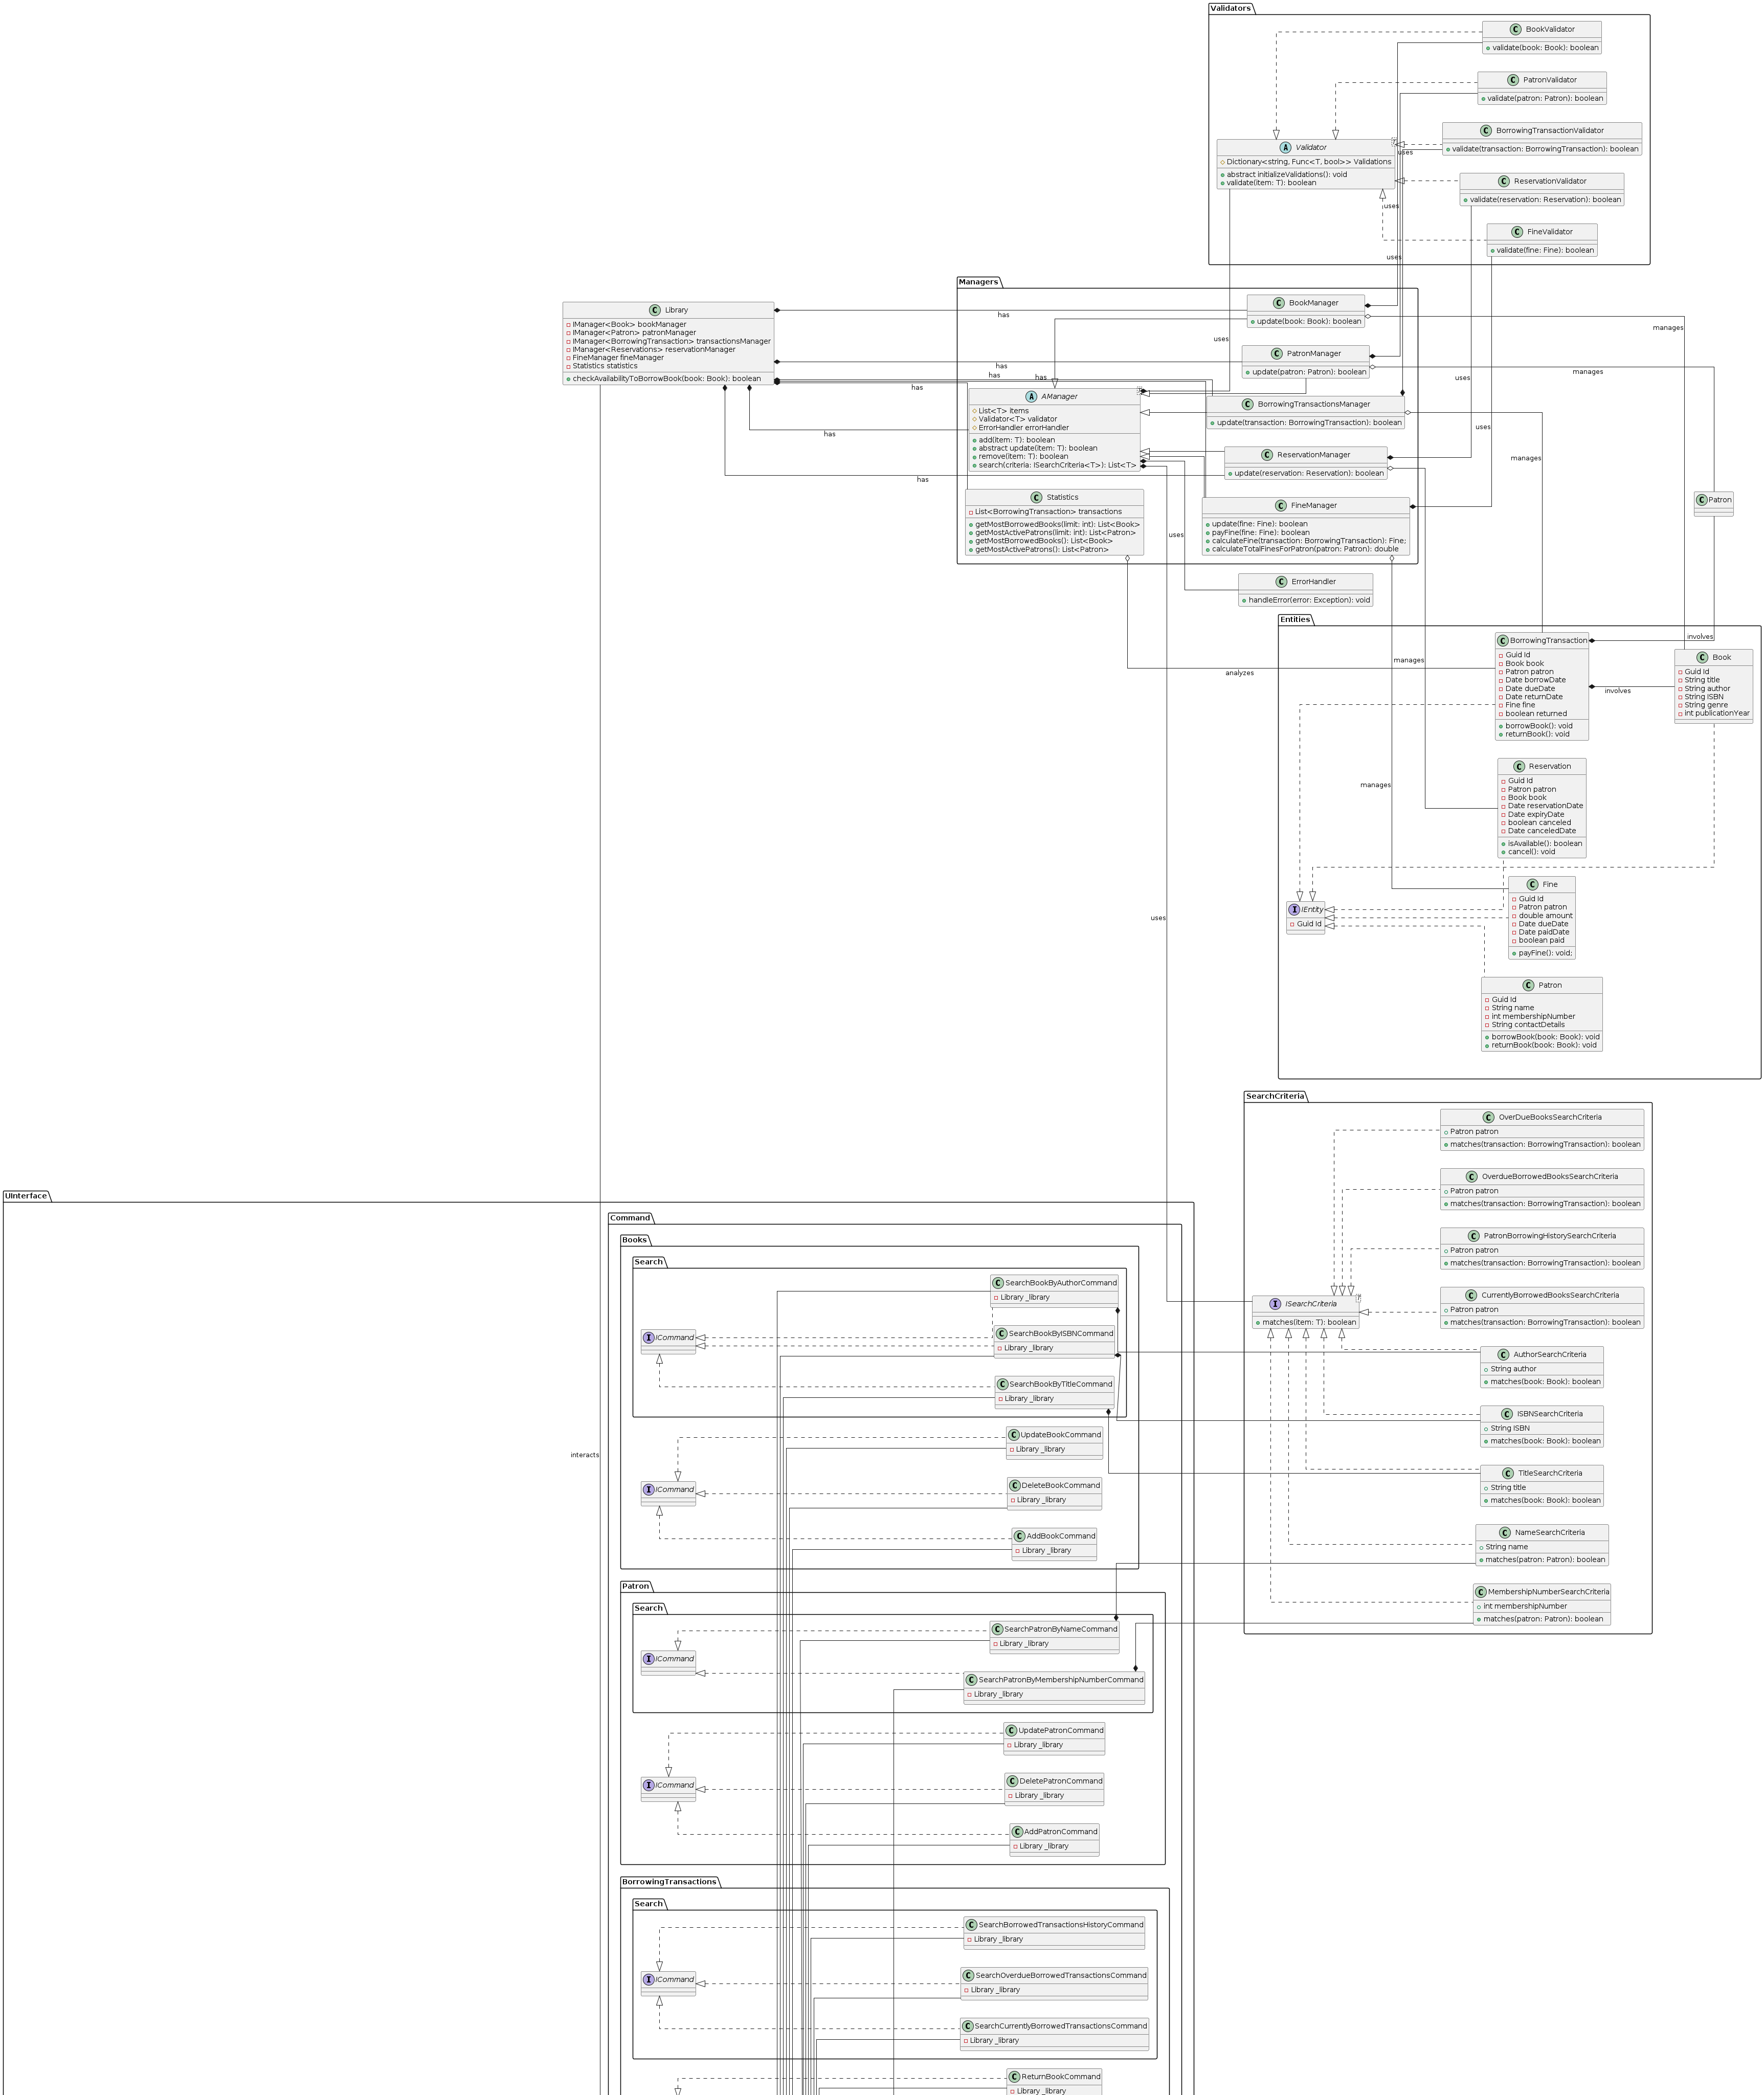 Validators
BookValidator
validate(book: Book): boolean
PatronValidator
validate(patron: Patron): boolean
BorrowingTransactionValidator
validate(transaction: BorrowingTransaction): boolean
Validator
Dictionary<string, Func<T, bool>> Validations
abstract initializeValidations(): void
validate(item: T): boolean
uses
ReservationValidator
validate(reservation: Reservation): boolean
uses
FineValidator
validate(fine: Fine): boolean
uses
Managers
Library
IManager<Book> bookManager
IManager<Patron> patronManager
IManager<BorrowingTransaction> transactionsManager
IManager<Reservations> reservationManager
FineManager fineManager
Statistics statistics
checkAvailabilityToBorrowBook(book: Book): boolean
has
BookManager
update(book: Book): boolean
manages
uses
PatronManager
update(patron: Patron): boolean
has
manages
has
has
has
uses
AManager
List<T> items
Validator<T> validator
ErrorHandler errorHandler
add(item: T): boolean
abstract update(item: T): boolean
remove(item: T): boolean
search(criteria: ISearchCriteria<T>): List<T>
BorrowingTransactionsManager
update(transaction: BorrowingTransaction): boolean
uses
has
ReservationManager
update(reservation: Reservation): boolean
manages
has
Statistics
List<BorrowingTransaction> transactions
getMostBorrowedBooks(limit: int): List<Book>
getMostActivePatrons(limit: int): List<Patron>
getMostBorrowedBooks(): List<Book>
getMostActivePatrons(): List<Patron>
FineManager
update(fine: Fine): boolean
payFine(fine: Fine): boolean
calculateFine(transaction: BorrowingTransaction): Fine;
calculateTotalFinesForPatron(patron: Patron): double
Patron
uses
ErrorHandler
handleError(error: Exception): void
Entities
BorrowingTransaction
Guid Id
Book book
Patron patron
Date borrowDate
Date dueDate
Date returnDate
Fine fine
boolean returned
borrowBook(): void
returnBook(): void
involves
involves
Book
Guid Id
String title
String author
String ISBN
String genre
int publicationYear
manages
analyzes
Reservation
Guid Id
Patron patron
Book book
Date reservationDate
Date expiryDate
boolean canceled
Date canceledDate
isAvailable(): boolean
cancel(): void
manages
Fine
Guid Id
Patron patron
double amount
Date dueDate
Date paidDate
boolean paid
payFine(): void;
IEntity
Guid Id
uses
Patron
Guid Id
String name
int membershipNumber
String contactDetails
borrowBook(book: Book): void
returnBook(book: Book): void
SearchCriteria
OverDueBooksSearchCriteria
Patron patron
matches(transaction: BorrowingTransaction): boolean
OverdueBorrowedBooksSearchCriteria
Patron patron
matches(transaction: BorrowingTransaction): boolean
PatronBorrowingHistorySearchCriteria
Patron patron
matches(transaction: BorrowingTransaction): boolean
CurrentlyBorrowedBooksSearchCriteria
Patron patron
matches(transaction: BorrowingTransaction): boolean
ISearchCriteria
matches(item: T): boolean
AuthorSearchCriteria
String author
matches(book: Book): boolean
ISBNSearchCriteria
String ISBN
matches(book: Book): boolean
TitleSearchCriteria
String title
matches(book: Book): boolean
NameSearchCriteria
String name
matches(patron: Patron): boolean
MembershipNumberSearchCriteria
int membershipNumber
matches(patron: Patron): boolean
UInterface
Command
Books
Search
SearchBookByAuthorCommand
Library _library
ICommand
SearchBookByISBNCommand
Library _library
SearchBookByTitleCommand
Library _library
UpdateBookCommand
Library _library
interacts
ICommand
DeleteBookCommand
Library _library
AddBookCommand
Library _library
Patron
Search
SearchPatronByNameCommand
Library _library
ICommand
SearchPatronByMembershipNumberCommand
Library _library
UpdatePatronCommand
Library _library
ICommand
DeletePatronCommand
Library _library
AddPatronCommand
Library _library
BorrowingTransactions
Search
SearchBorrowedTransactionsHistoryCommand
Library _library
ICommand
SearchOverdueBorrowedTransactionsCommand
Library _library
SearchCurrentlyBorrowedTransactionsCommand
Library _library
ReturnBookCommand
Library _library